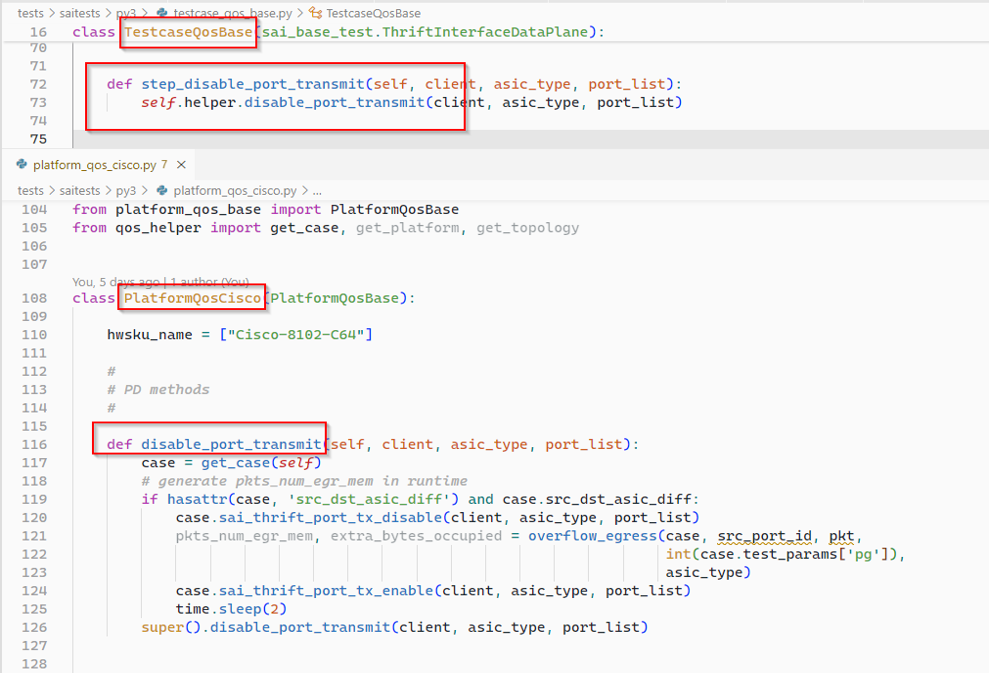 tests > saitests > py3 > testcase_qos_base.py > TestcaseQosBase
16 class TestcaseQosBase(sai_base_test.ThriftInterfaceDataPlane):
70
71
72 def step_disable_port_transmit(self, client, asic_type, port_list):
73 self.helper.disable_port_transmit(client, asic_type, port_list)
74
75
platform_qos_cisco.py 7 ×
tests > saitests > py3 > platform_qos_cisco.py > ...
104 from platform_qos_base import PlatformQosBase
105 from qos_helper import get_case, get_platform, get_topology
106
107
You, 5 days ago | 1 author (You)
108 class PlatformQosCisco(PlatformQosBase):
109
110 hwsku_name = ["Cisco-8102-C64"]
111
112 #
113 # PD methods
114 #
115
116 def disable_port_transmit(self, client, asic_type, port_list):
117 case = get_case(self)
118 # generate pkts_num_egr_mem in runtime
119 if hasattr(case, 'src_dst_asic_diff') and case.src_dst_asic_diff:
120 case.sai_thrift_port_tx_disable(client, asic_type, port_list)
121 pkts_num_egr_mem, extra_bytes_occupied = overflow_egress(case, src_port_id, pkt,
122 int(case.test_params['pg']),
123 asic_type)
124 case.sai_thrift_port_tx_enable(client, asic_type, port_list)
125 time.sleep(2)
126 super().disable_port_transmit(client, asic_type, port_list)
127
128